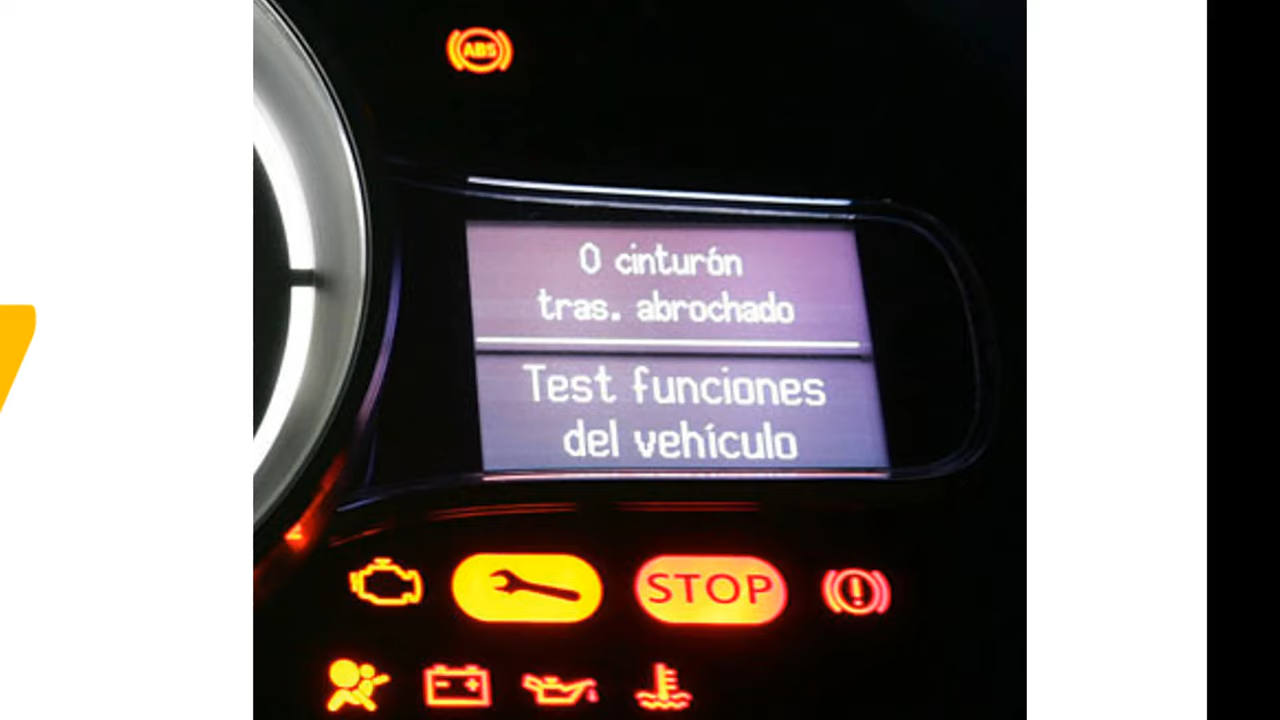 ABS
0 cinturón
tras. abrochado
Test funciones
del vehículo
STOP